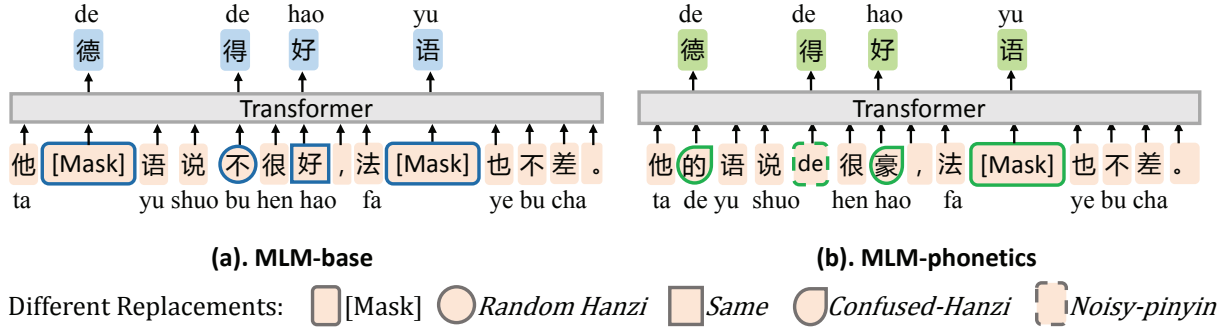 de de hao yu de de hao yu
德 得 好 语 德 得 好 语
Transformer Transformer
他 [Mask] 语 说 不 很 好 , 法 [Mask] 也 不 差 。 他 的 语 说 de 很 豪 , 法 [Mask] 也 不 差 。
ta yu shuo bu hen hao fa ye bu cha ta de yu shuo hen hao fa ye bu cha
(a). MLM-base (b). MLM-phonetics
Different Replacements: [Mask] Random Hanzi Same Confused-Hanzi Noisy-pinyin